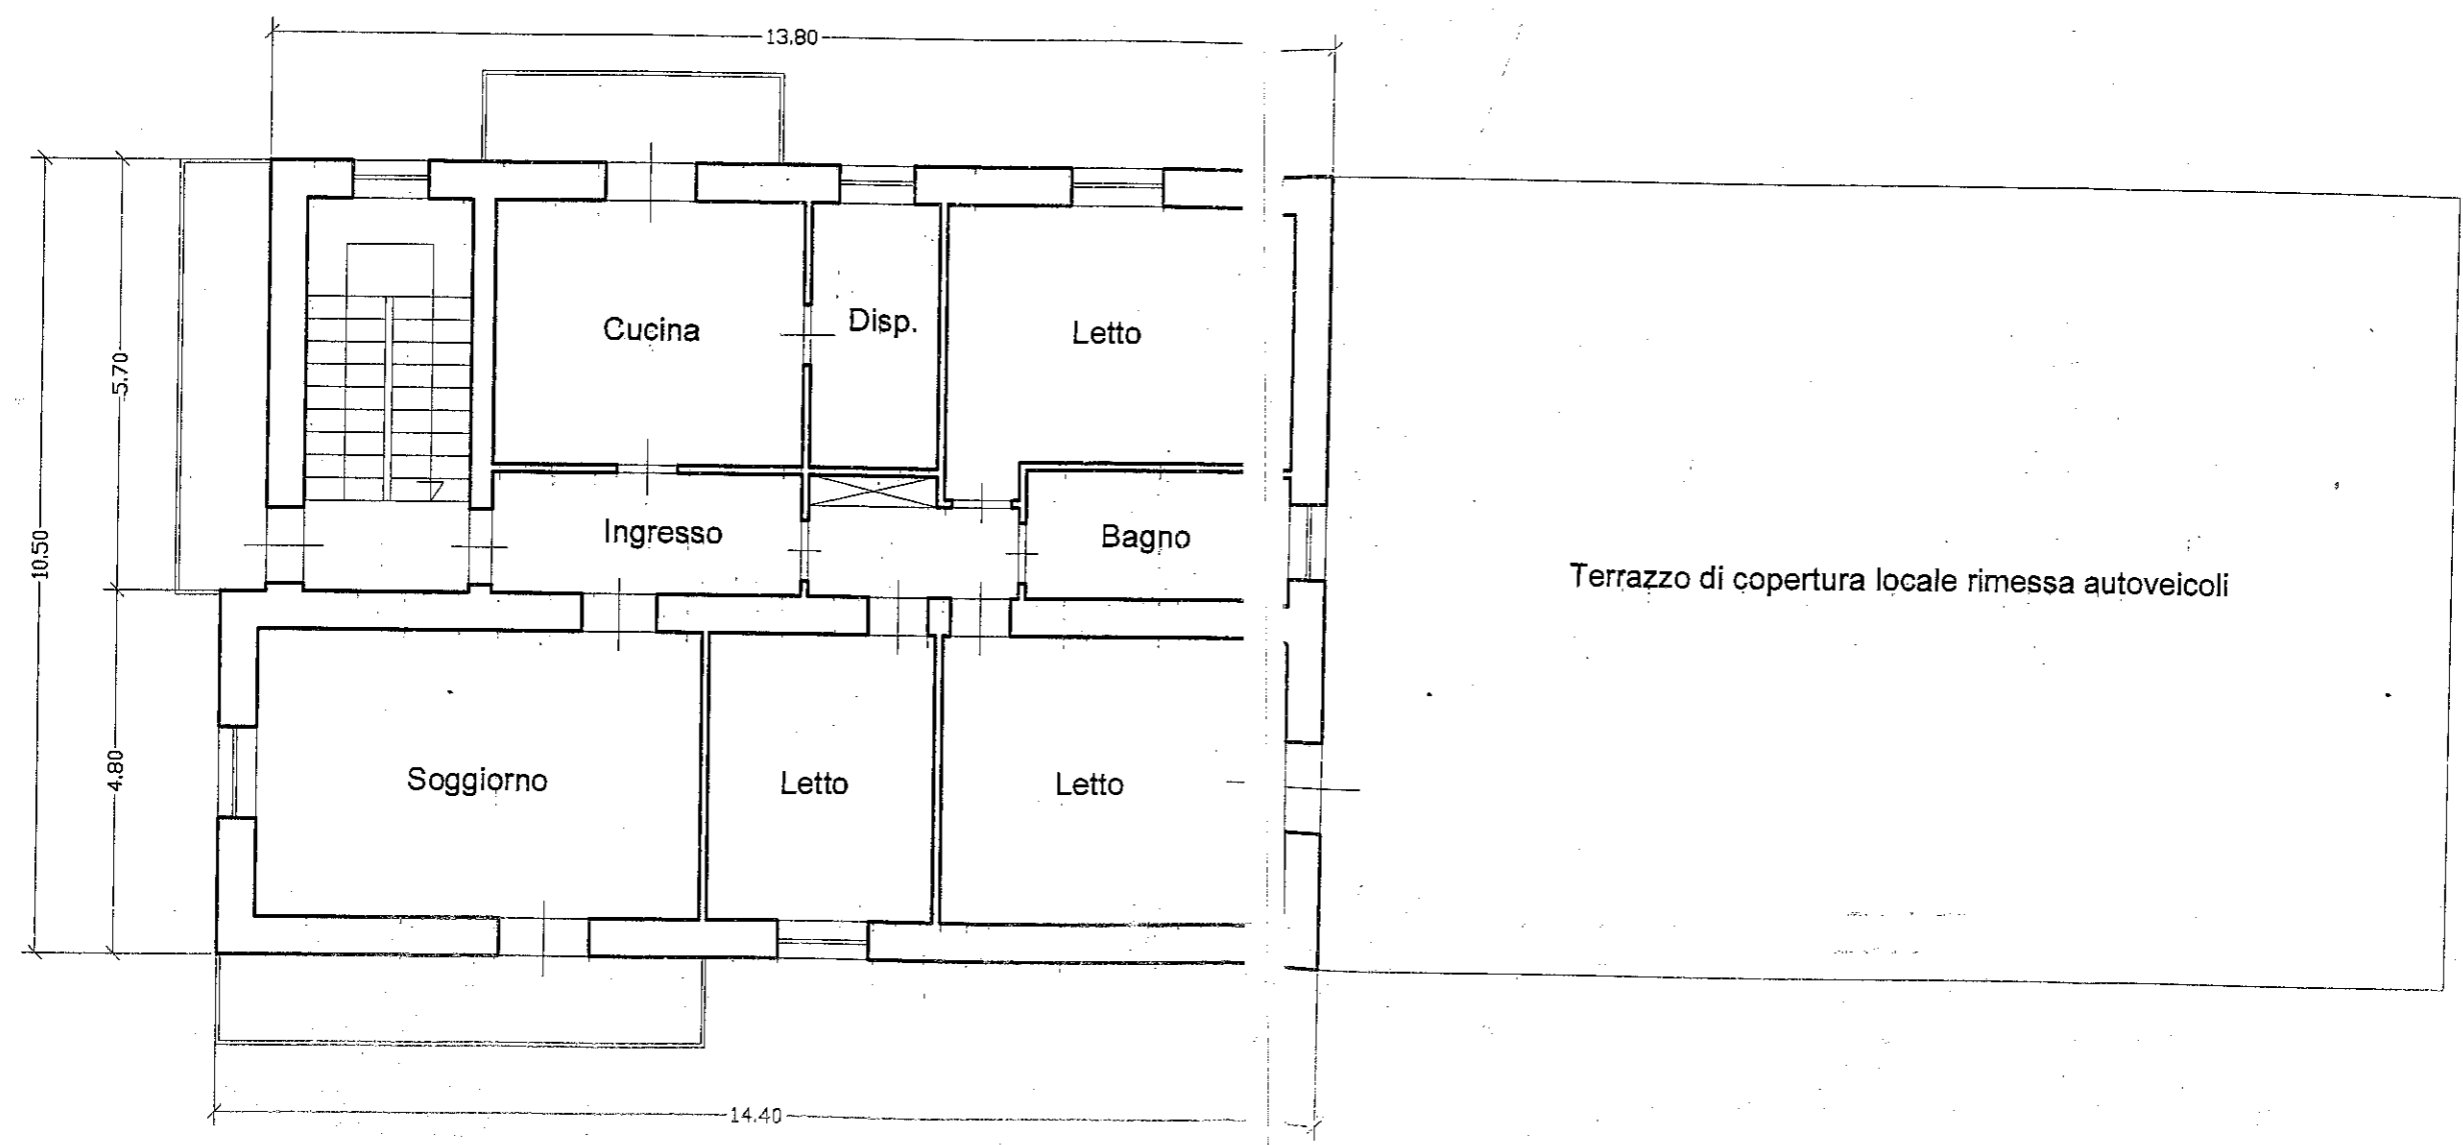 13.80
Cucina
Disp.
Letto
5.70
10.50
Ingresso
Bagno
Terrazzo di copertura locale rimessa autoveicoli
4.80
Soggiorno
Letto
Letto
14.40